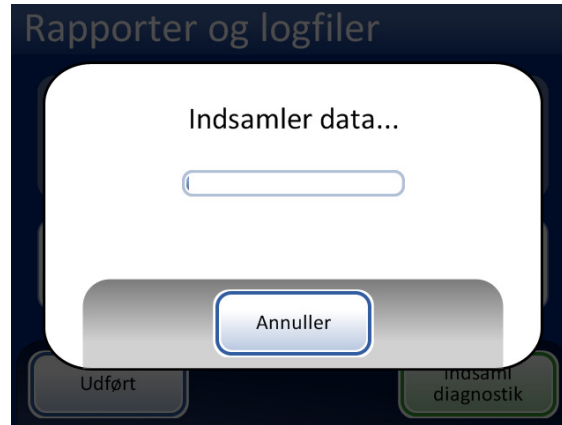 Rapporter og logfiler
Indsamler data...
Annuller
Udført
Indsaml
diagnostik